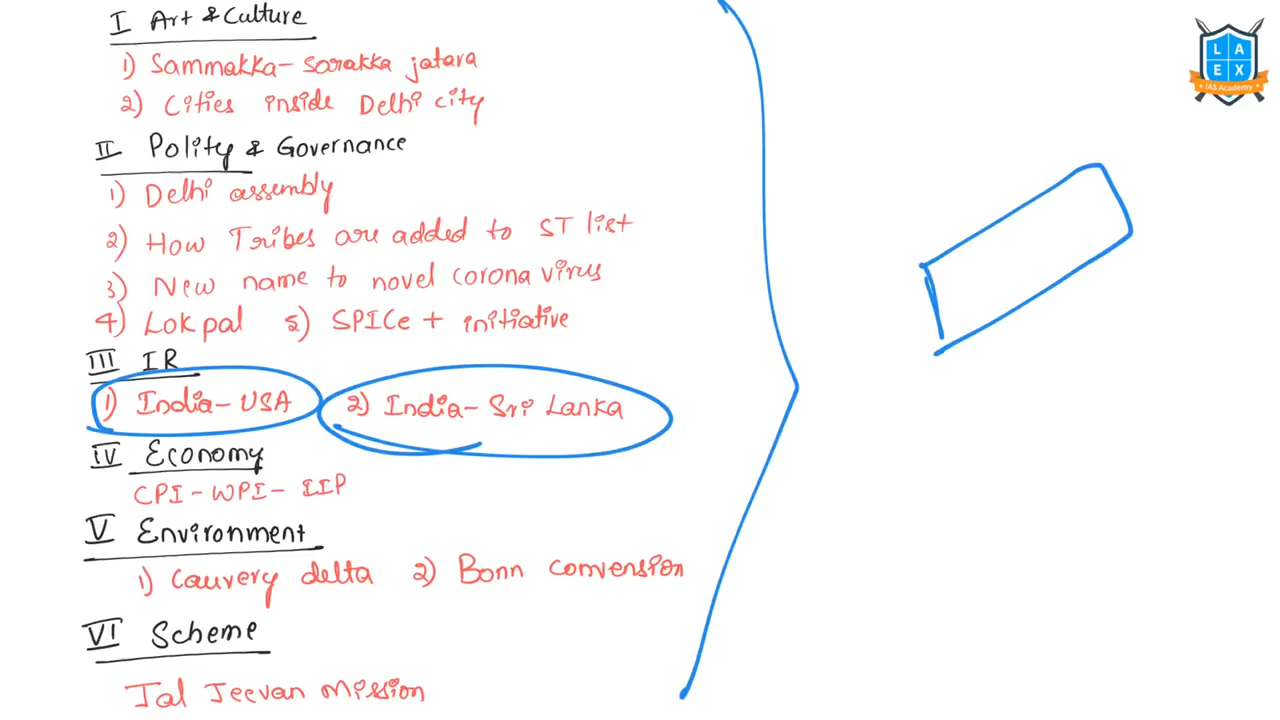 I Art & Culture
1) Sammakka - Sarakka jatara
2) Cities inside Delhi city
II Polity & Governance
1) Delhi assembly
2) How Tribes are added to ST list
3) New name to novel corona virus
4) Lok pal 5) SPICe + initiative
III IR
1) India - USA 2) India - Sri Lanka
IV Economy
CPI - WPI - IIP
V Environment
1) Cauvery delta 2) Bonn convension
VI Scheme
Jal Jeevan Mission
L A
E X
IAS Academy